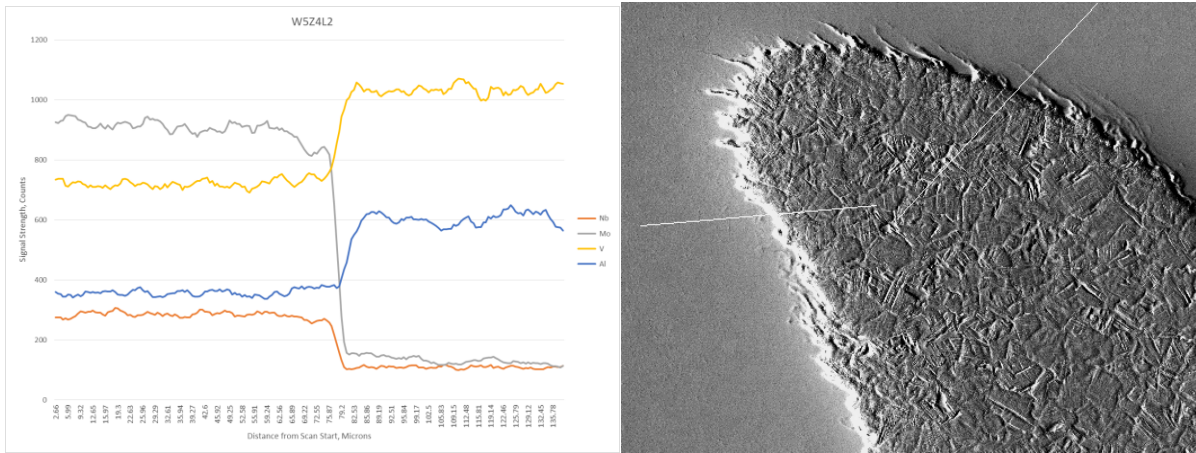 W5Z4L2
1200
1000
800
600
400
200
0
Signal Strength, Counts
Nb
Mo
V
Al
2.66 5.99 9.32 12.65 15.97 19.3 22.63 25.96 29.29 32.61 35.94 39.27 42.6 45.92 49.25 52.58 55.91 59.24 62.56 65.89 69.22 72.55 75.87 79.2 82.53 85.86 89.19 92.51 95.84 99.17 102.5 105.83 109.15 112.48 115.81 119.14 122.46 125.79 129.12 132.45 135.78
Distance from Scan Start, Microns